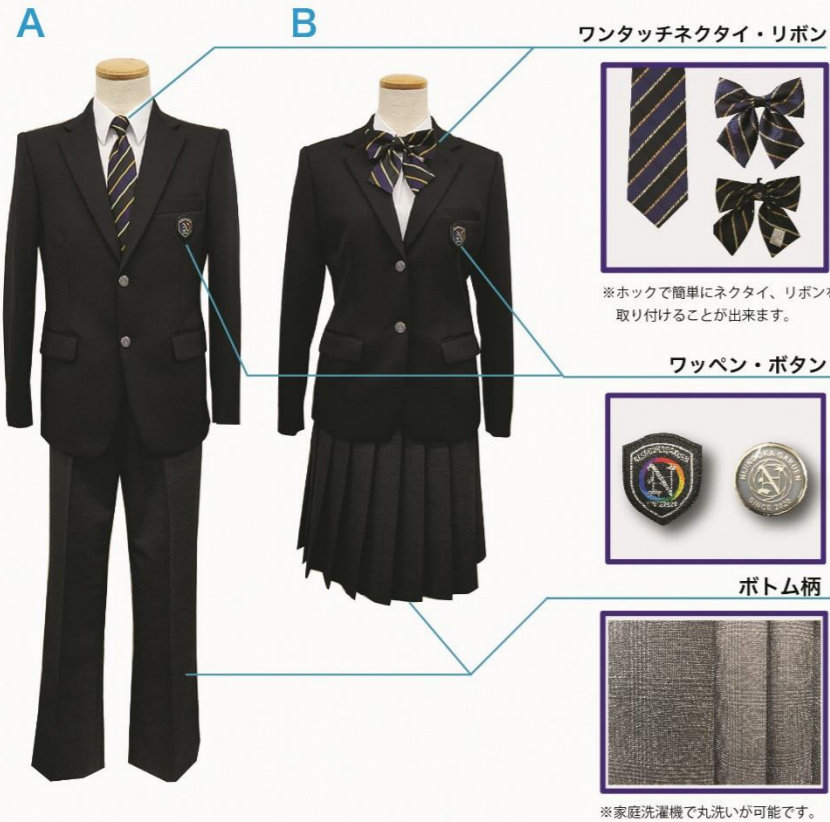 A
B
ワンタッチネクタイ・リボン
※ホックで簡単にネクタイ、リボンを
取り付けることが出来ます。
ワッペン・ボタン
N
N
SINCE 2023
ボトム柄
※家庭洗濯機で丸洗いが可能です。